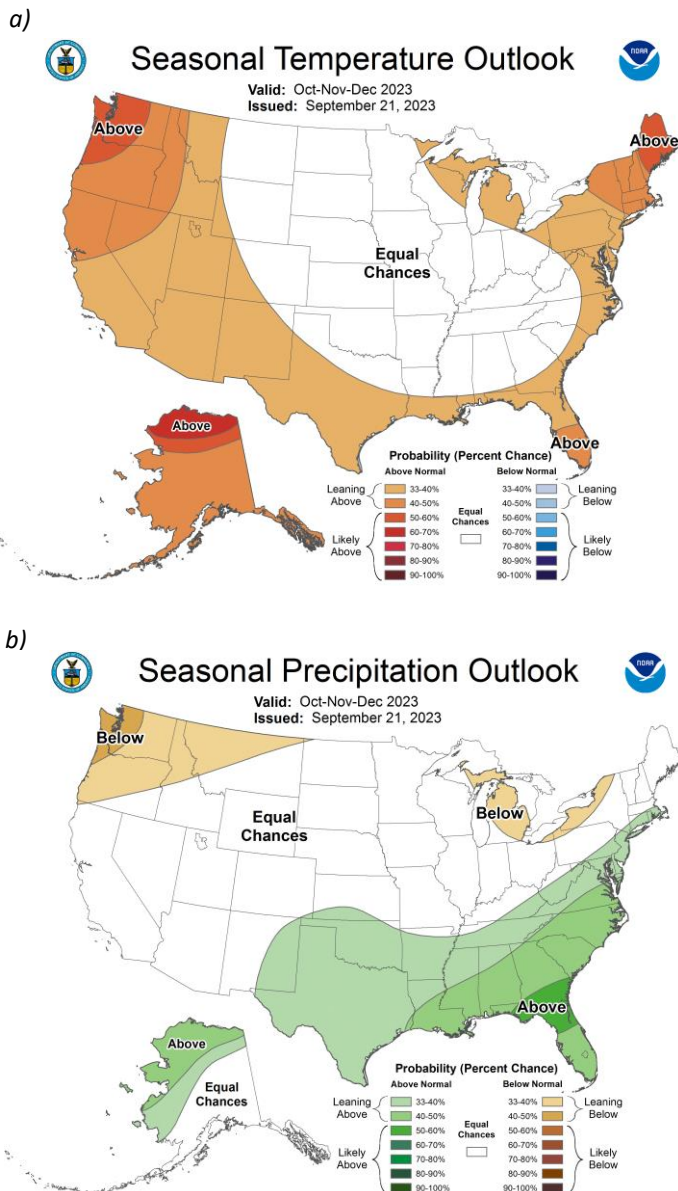 a)
Seasonal Temperature Outlook
NOAA
Valid: Oct-Nov-Dec 2023
Issued: September 21, 2023
Above
Above
Equal
Chances
Above
Above
Probability (Percent Chance)
Above Normal Below Normal
Leaning Above 33-40% 33-40% Leaning Below
40-50% 40-50%
Likely Above 50-60% Equal Chances 50-60% Likely Below
60-70% 60-70%
70-80% 70-80%
80-90% 80-90%
90-100% 90-100%
b)
Seasonal Precipitation Outlook
NOAA
Valid: Oct-Nov-Dec 2023
Issued: September 21, 2023
Below
Equal
Chances
Below
Above
Above
Equal
Chances
Probability (Percent Chance)
Above Normal Below Normal
Leaning Above 33-40% 33-40% Leaning Below
40-50% 40-50%
Likely Above 50-60% Equal Chances 50-60% Likely Below
60-70% 60-70%
70-80% 70-80%
80-90% 80-90%
90-100% 90-100%